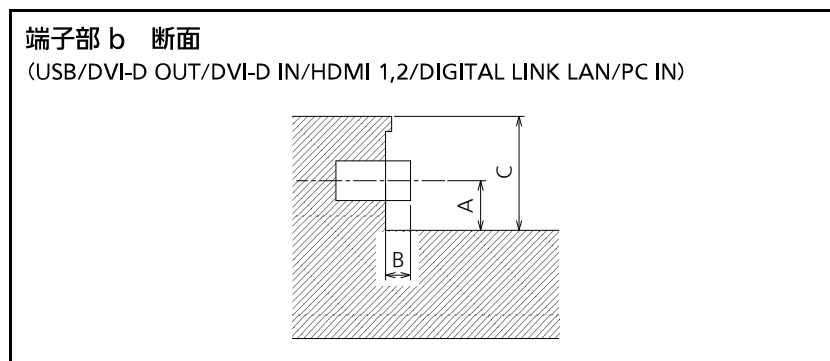 端子部 b　断面
（USB/DVI-D OUT/DVI-D IN/HDMI 1,2/DIGITAL LINK LAN/PC IN）
C
A
B